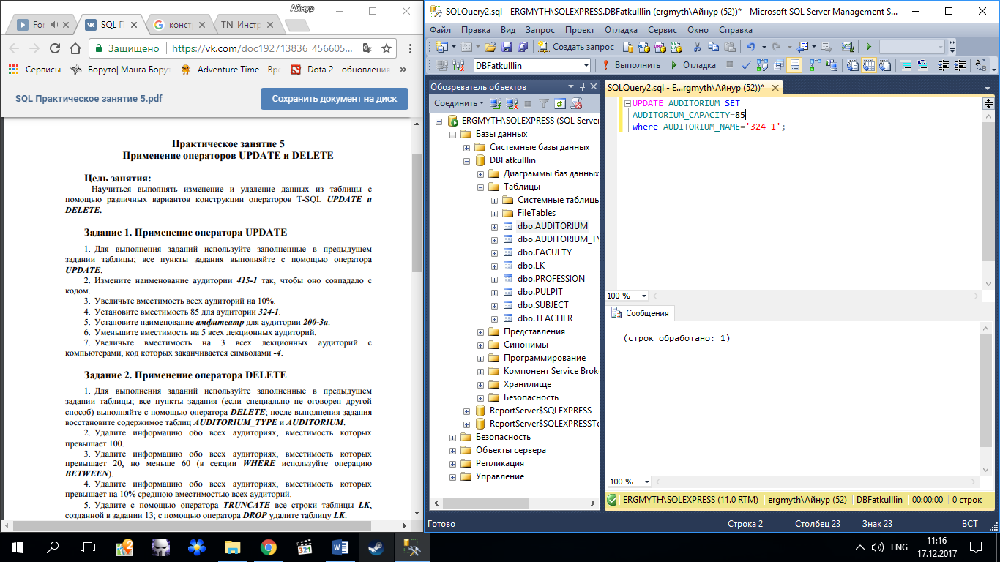 Айнур
For
SQL П
конст
TN Инстр
Защищено
https://vk.com/doc192713836_456605...
Сервисы
Боруто| Манга Борут
Adventure Time - Вре
Dota 2 - обновления
»
SQL Практическое занятие 5.pdf
Сохранить документ на диск
Практическое занятие 5
Применение операторов UPDATE и DELETE
Цель занятия:
Научиться выполнять изменение и удаление данных из таблицы с
помощью различных вариантов конструкции операторов T-SQL UPDATE и
DELETE.
Задание 1. Применение оператора UPDATE
1. Для выполнения заданий используйте заполненные в предыдущем
задании таблицы; все пункты задания выполняйте с помощью оператора
UPDATE.
2. Измените наименование аудитории 415-1 так, чтобы оно совпадало с
кодом.
3. Увеличьте вместимость всех аудиторий на 10%.
4. Установите вместимость 85 для аудитории 324-1.
5. Установите наименование амфитеатр для аудитории 200-3а.
6. Уменьшите вместимость на 5 всех лекционных аудиторий.
7. Увеличьте вместимость на 3 всех лекционных аудиторий с
компьютерами, код которых заканчивается символами -4.
Задание 2. Применение оператора DELETE
1. Для выполнения заданий используйте заполненные в предыдущем
задании таблицы; все пункты задания (если специально не оговорен другой
способ) выполняйте с помощью оператора DELETE; после выполнения задания
восстановите содержимое таблиц AUDITORIUM_TYPE и AUDITORIUM.
2. Удалите информацию обо всех аудиториях, вместимость которых
превышает 100.
3. Удалите информацию обо всех аудиториях, вместимость которых
превышает 20, но меньше 60 (в секции WHERE используйте операцию
BETWEEN).
4. Удалите информацию обо всех аудиториях, вместимость которых
превышает на 10% среднюю вместимостью всех аудиторий.
5. Удалите с помощью оператора TRUNCATE все строки таблицы LK,
созданной в задании 13; с помощью оператора DROP удалите таблицу LK.
SQLQuery2.sql - ERGMYTH\SQLEXPRESS.DBFatkulllin (ergmyth\Айнур (52))* - Microsoft SQL Server Management S...
Файл Правка Вид Запрос Проект Отладка Сервис Окно Справка
Создать запрос
DBFatkulllin
Выполнить
Отладка
Обозреватель объектов
Соединить
ERGMYTH\SQLEXPRESS (SQL Server
Базы данных
Системные базы данных
DBFatkulllin
Диаграммы баз данных
Таблицы
Системные таблицы
FileTables
dbo.AUDITORIUM
dbo.AUDITORIUM_TY
dbo.FACULTY
dbo.LK
dbo.PROFESSION
dbo.PULPIT
dbo.SUBJECT
dbo.TEACHER
Представления
Синонимы
Программирование
Компонент Service Brok
Хранилище
Безопасность
ReportServer$SQLEXPRESS
ReportServer$SQLEXPRESSTe
Безопасность
Объекты сервера
Репликация
Управление
SQLQuery2.sql - E...rgmyth\Айнур (52))*
UPDATE AUDITORIUM SET
AUDITORIUM_CAPACITY=85
where AUDITORIUM_NAME='324-1';
100 %
Сообщения
(строк обработано: 1)
100 %
ERGMYTH\SQLEXPRESS (11.0 RTM)
ergmyth\Айнур (52)
DBFatkulllin
00:00:00
0 строк
Готово
Строка 2
Столбец 23
Знак 23
ВСТ
321
ENG
11:16
17.12.2017